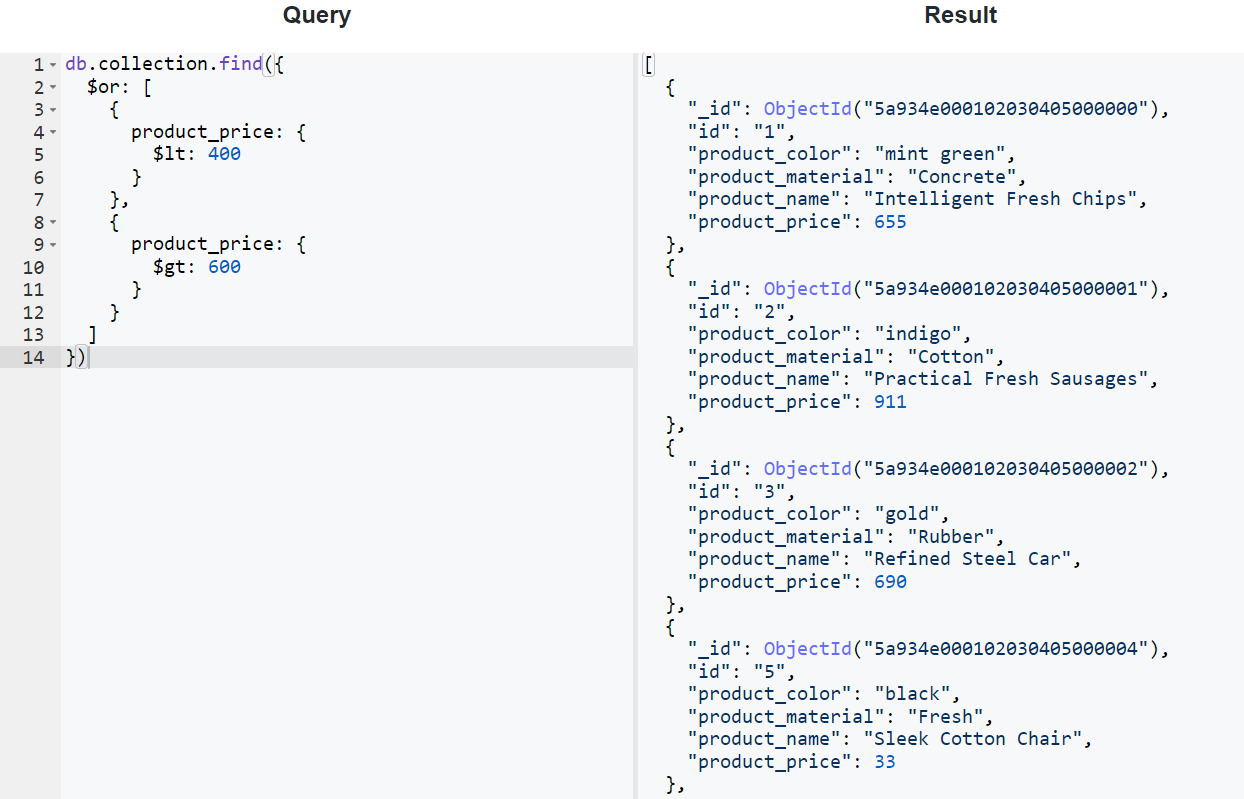 Query
Result
1 db.collection.find({
2   $or: [
3     {
4       product_price: {
5         $lt: 400
6       }
7     },
8     {
9       product_price: {
10         $gt: 600
11       }
12     }
13   ]
14 })
[
  {
    "_id": ObjectId("5a934e000102030405000000"),
    "id": "1",
    "product_color": "mint green",
    "product_material": "Concrete",
    "product_name": "Intelligent Fresh Chips",
    "product_price": 655
  },
  {
    "_id": ObjectId("5a934e000102030405000001"),
    "id": "2",
    "product_color": "indigo",
    "product_material": "Cotton",
    "product_name": "Practical Fresh Sausages",
    "product_price": 911
  },
  {
    "_id": ObjectId("5a934e000102030405000002"),
    "id": "3",
    "product_color": "gold",
    "product_material": "Rubber",
    "product_name": "Refined Steel Car",
    "product_price": 690
  },
  {
    "_id": ObjectId("5a934e000102030405000004"),
    "id": "5",
    "product_color": "black",
    "product_material": "Fresh",
    "product_name": "Sleek Cotton Chair",
    "product_price": 33
  },